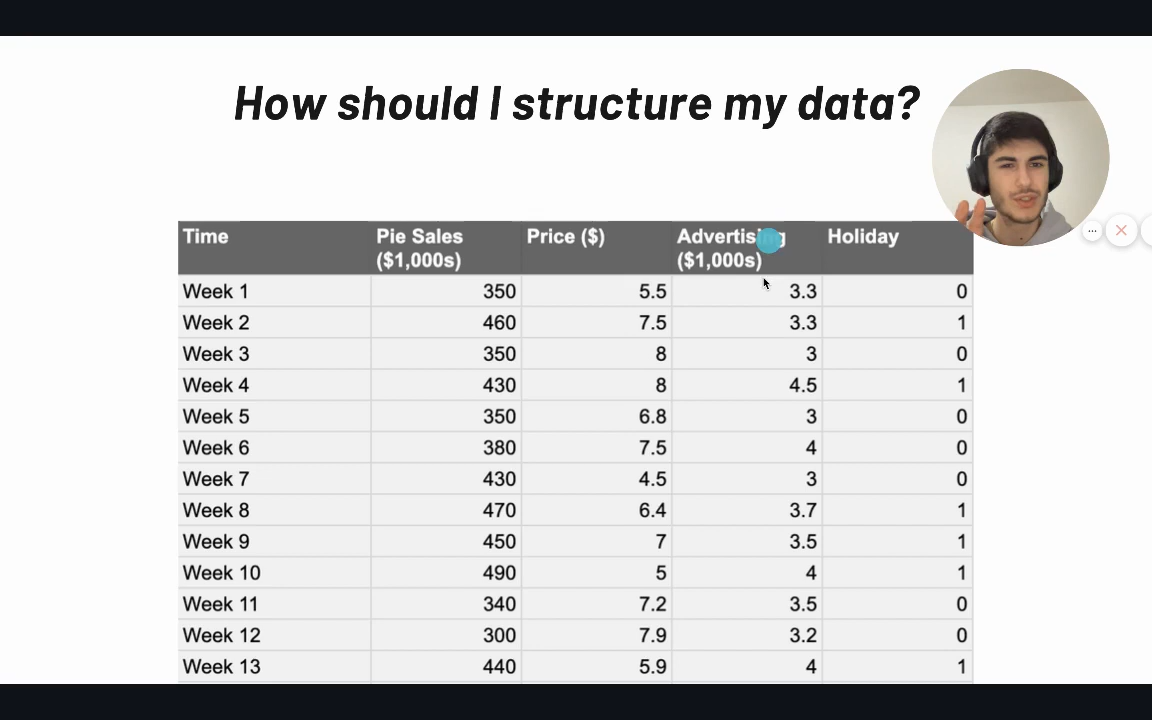 How should I structure my data?
Time Pie Sales ($1,000s) Price ($) Advertising ($1,000s) Holiday
Week 1 350 5.5 3.3 0
Week 2 460 7.5 3.3 1
Week 3 350 8 3 0
Week 4 430 8 4.5 1
Week 5 350 6.8 3 0
Week 6 380 7.5 4 0
Week 7 430 4.5 3 0
Week 8 470 6.4 3.7 1
Week 9 450 7 3.5 1
Week 10 490 5 4 1
Week 11 340 7.2 3.5 0
Week 12 300 7.9 3.2 0
Week 13 440 5.9 4 1